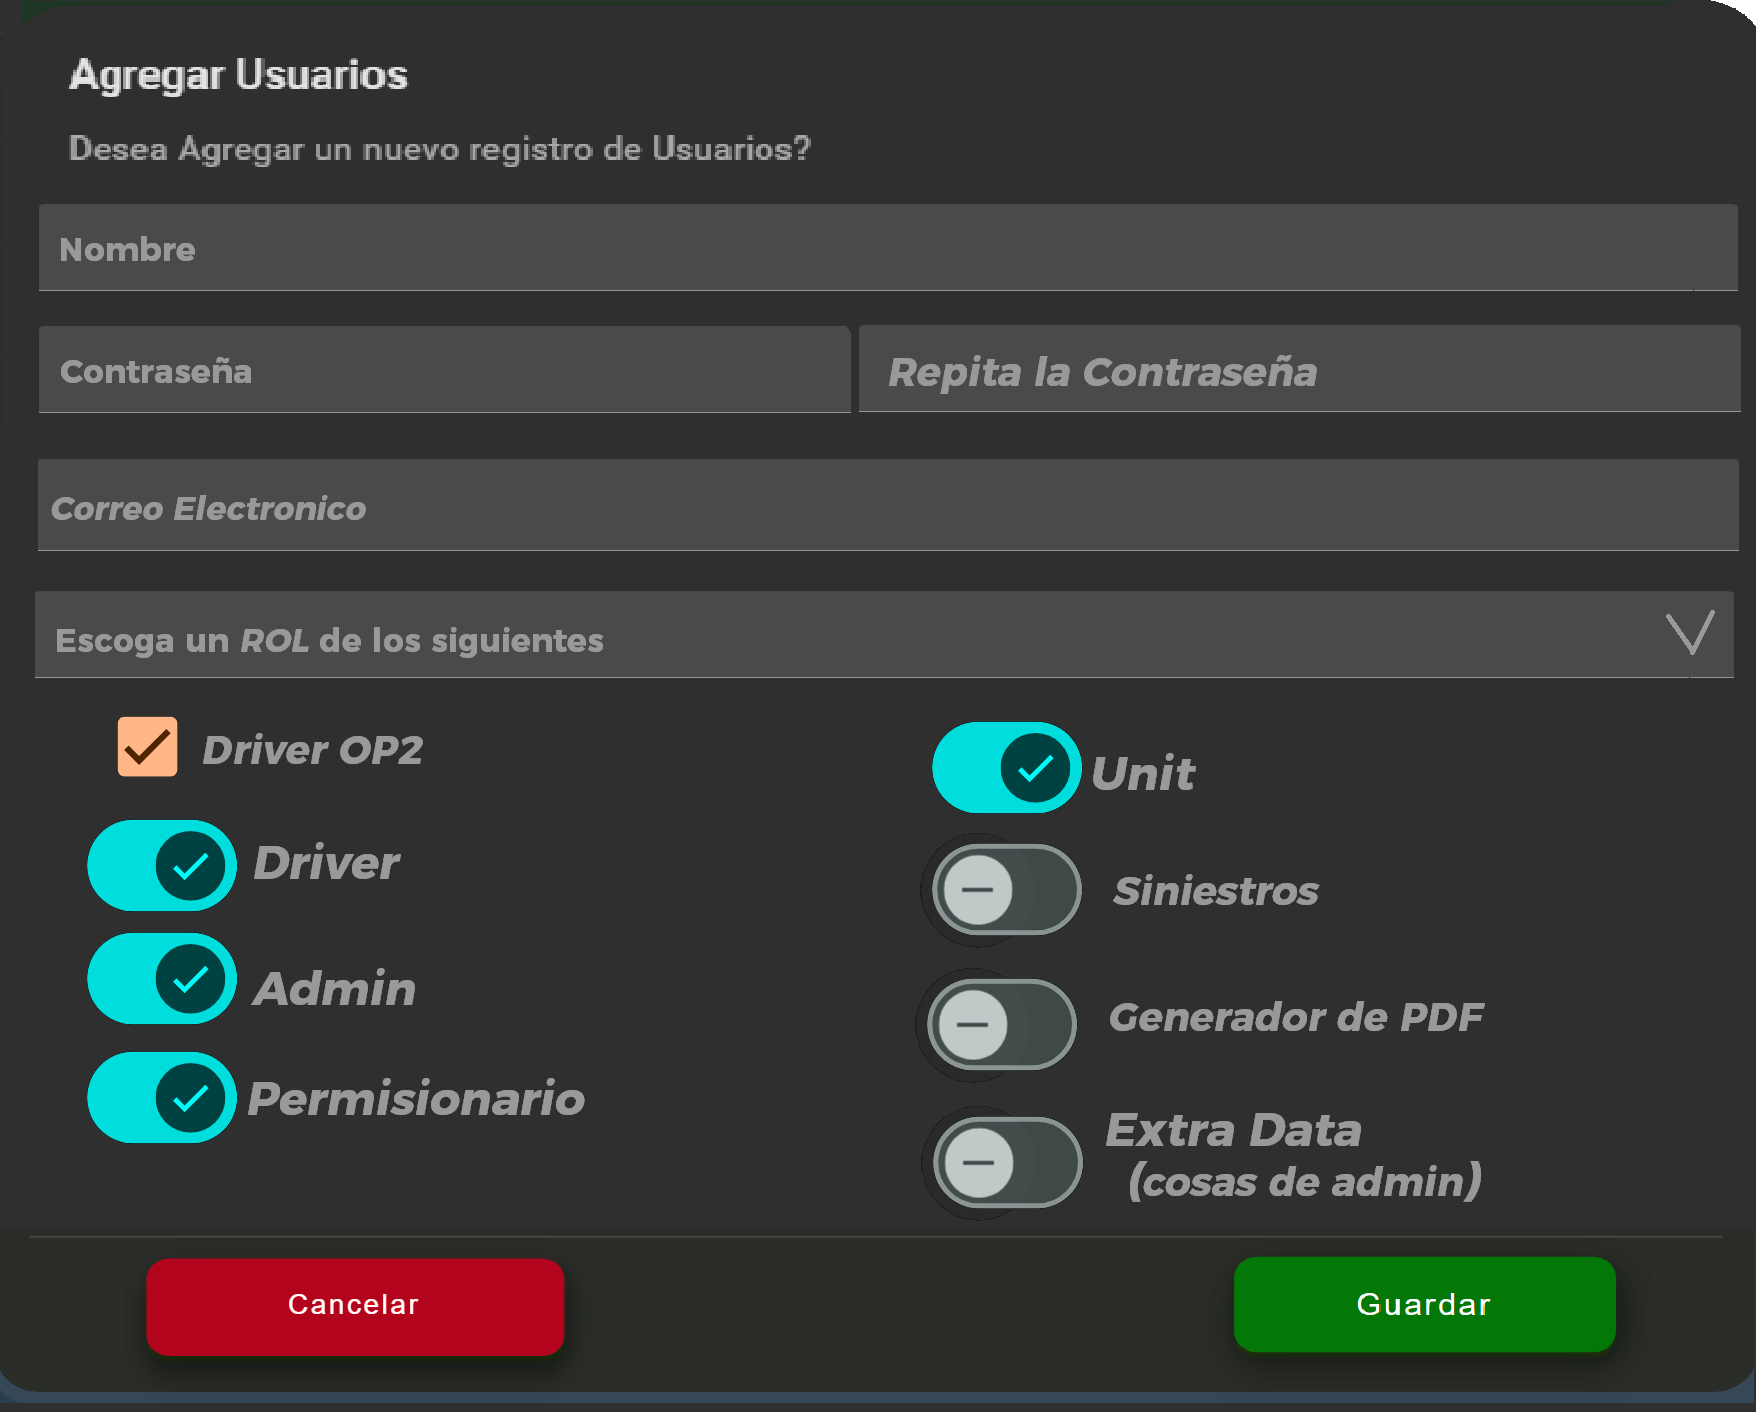 Agregar Usuarios
Desea Agregar un nuevo registro de Usuarios?
Nombre
Contraseña
Repita la Contraseña
Correo Electronico
Escoga un ROL de los siguientes
Driver OP2
Driver
Admin
Permisionario
Unit
Siniestros
Generador de PDF
Extra Data
(cosas de admin)
Cancelar
Guardar